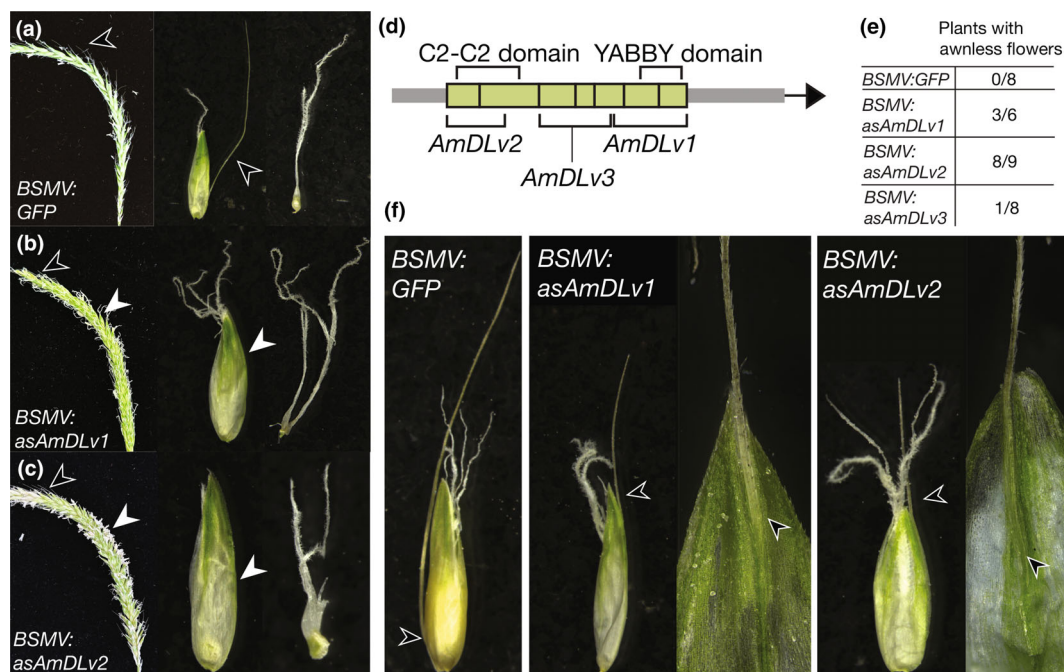 (a)
BSMV:
GFP
(b)
BSMV:
asAmDLv1
(c)
BSMV:
asAmDLv2
(d)
C2-C2 domain
YABBY domain
AmDLv2
AmDLv1
AmDLv3
(e)
Plants with
awnless flowers
BSMV:GFP 0/8
BSMV:
asAmDLv1 3/6
BSMV:
asAmDLv2 8/9
BSMV:
asAmDLv3 1/8
(f)
BSMV:
GFP
BSMV:
asAmDLv1
BSMV:
asAmDLv2